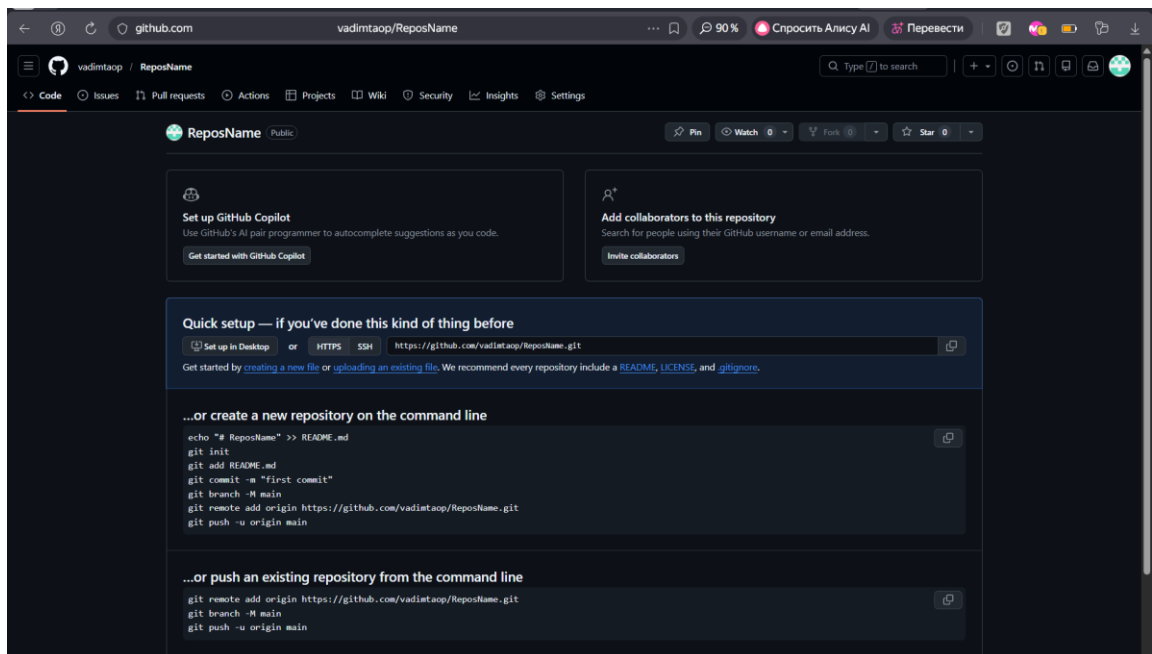 github.com vadimtaop/ReposName 90 % Спросить Алису AI Перевести
vadimtaop / ReposName Type / to search
Code Issues Pull requests Actions Projects Wiki Security Insights Settings
ReposName Public Pin Watch 0 Fork 0 Star 0
Set up GitHub Copilot
Use GitHub's AI pair programmer to autocomplete suggestions as you code.
Get started with GitHub Copilot
Add collaborators to this repository
Search for people using their GitHub username or email address.
Invite collaborators
Quick setup — if you've done this kind of thing before
Set up in Desktop or HTTPS SSH https://github.com/vadimtaop/ReposName.git
Get started by creating a new file or uploading an existing file. We recommend every repository include a README, LICENSE, and .gitignore.
...or create a new repository on the command line
echo "# ReposName" >> README.md
git init
git add README.md
git commit -m "first commit"
git branch -M main
git remote add origin https://github.com/vadimtaop/ReposName.git
git push -u origin main
...or push an existing repository from the command line
git remote add origin https://github.com/vadimtaop/ReposName.git
git branch -M main
git push -u origin main